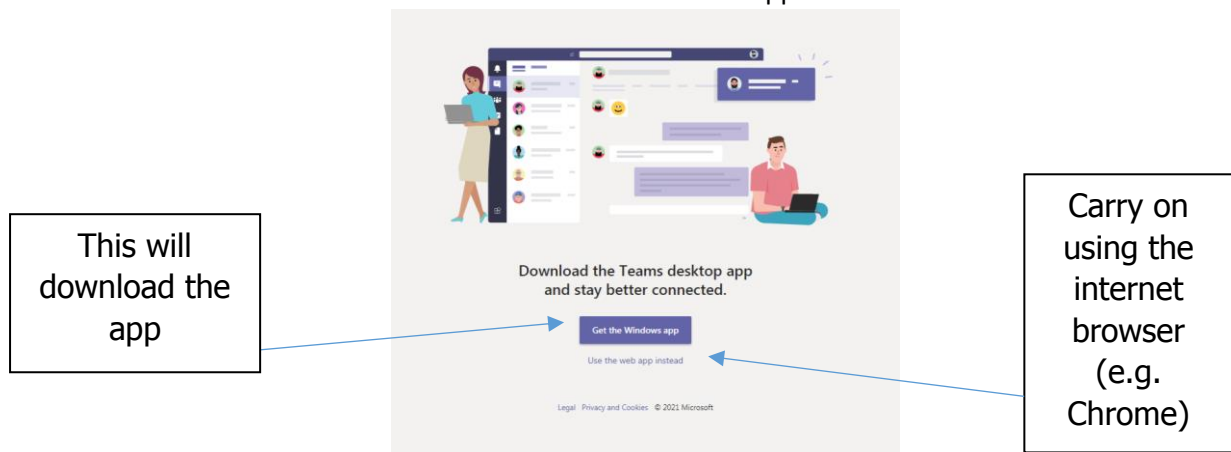 Download the Teams desktop app
and stay better connected.
This will
download the
app
Get the Windows app
Use the web app instead
Carry on
using the
internet
browser
(e.g.
Chrome)
Legal Privacy and Cookies © 2021 Microsoft